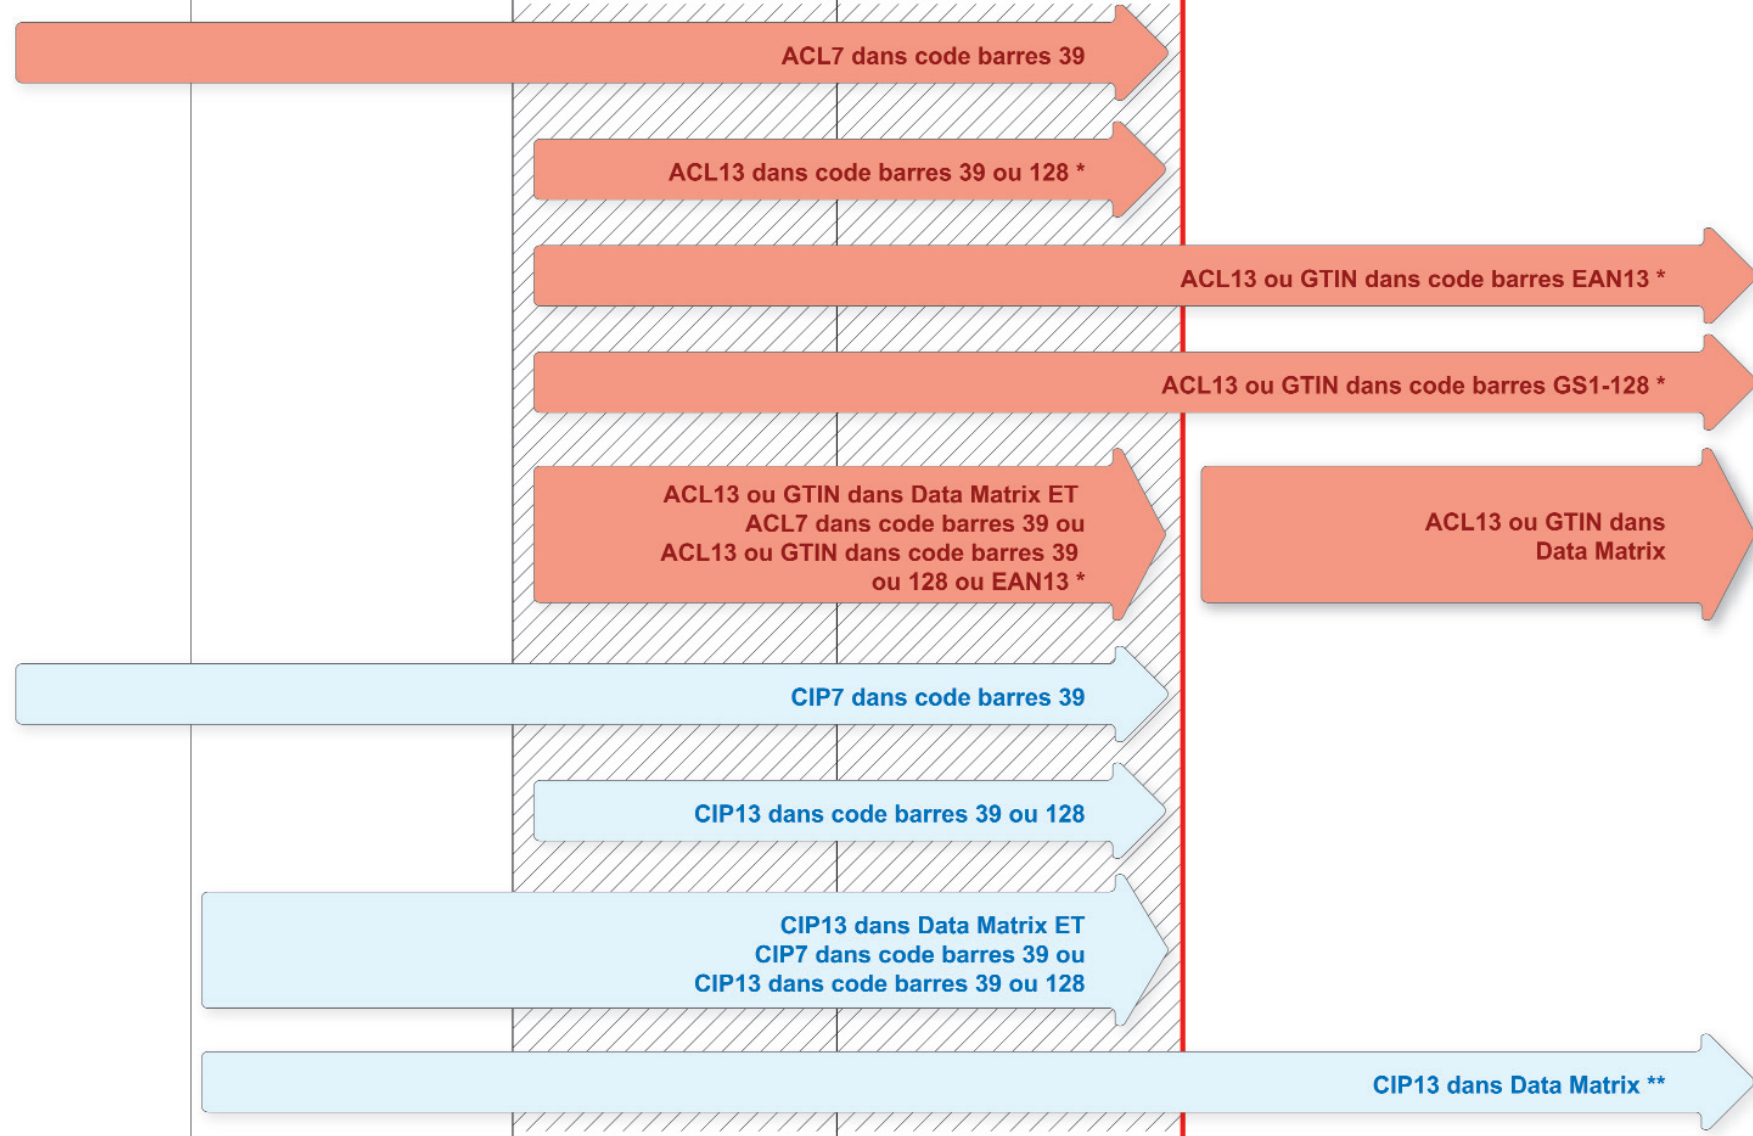 ACL7 dans code barres 39
ACL13 dans code barres 39 ou 128 *
ACL13 ou GTIN dans code barres EAN13 *
ACL13 ou GTIN dans code barres GS1-128 *
ACL13 ou GTIN dans Data Matrix ET
ACL7 dans code barres 39 ou
ACL13 ou GTIN dans code barres 39
ou 128 ou EAN13 *
ACL13 ou GTIN dans
Data Matrix
CIP7 dans code barres 39
CIP13 dans code barres 39 ou 128
CIP13 dans Data Matrix ET
CIP7 dans code barres 39 ou
CIP13 dans code barres 39 ou 128
CIP13 dans Data Matrix **